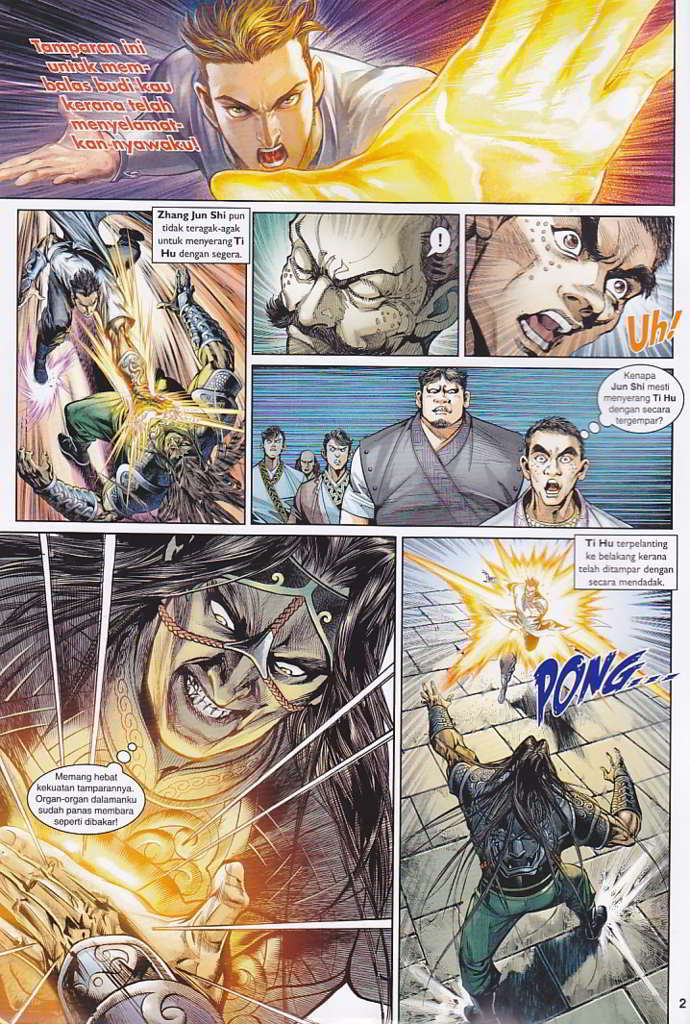 Tamparan ini
untuk mem-
balas budi kau
kerana telah
menyelamat-
kan nyawaku!
Zhang Jun Shi pun
tidak teragak-agak
untuk menyerang Ti
Hu dengan segera.
!
Uh!
Kenapa
Jun Shi mesti
menyerang Ti Hu
dengan secara
tergempar?
Memang hebat
kekuatan tamparannya.
Organ-organ dalamanku
sudah panas membara
seperti dibakar!
Ti Hu terpelanting
ke belakang kerana
telah ditampar dengan
secara mendadak.
PONG...
2